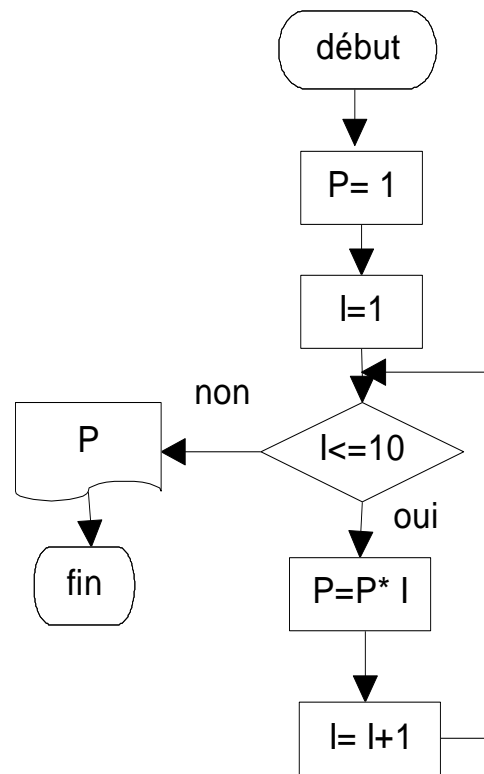 début
P= 1
I=1
non
P
I<=10
oui
fin
P=P* I
I= I+1